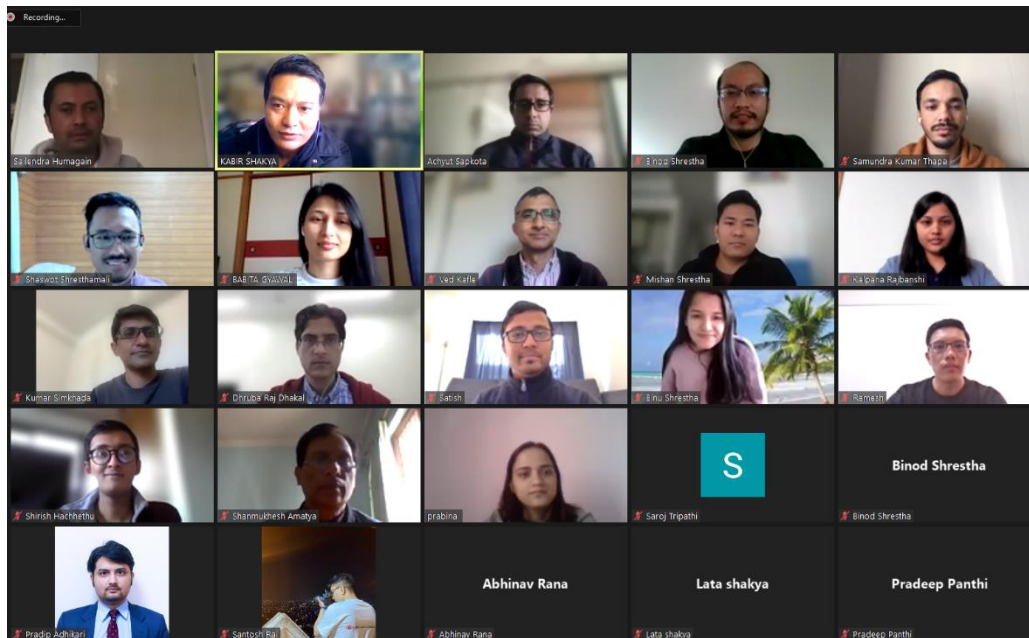 Recording...
Sailendra Humagain
KABIR SHAKYA
Achyut Sapkota
Binod Shrestha
Samundra Kumar Thapa
Shaswot Shresthamali
BABITA GYAWALI
Ved Kafle
Mishan Shrestha
Kalpana Rajbanshi
Kumar Simkhada
Dhruba Raj Dhakal
Satish
Binu Shrestha
Ramesh
Shirish Hachhethu
Shanmukhesh Amatya
prabina
S
Saroj Tripathi
Binod Shrestha
Binod Shrestha
Pradip Adhikari
Santosh Rai
Abhinav Rana
Abhinav Rana
Lata shakya
Lata shakya
Pradeep Panthi
Pradeep Panthi